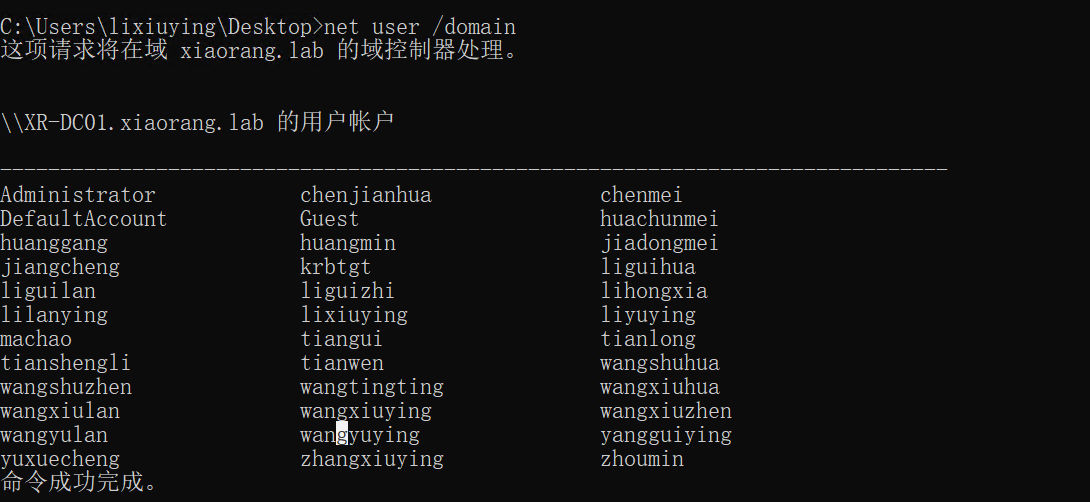 C:\Users\lixiuying\Desktop>net user /domain
这项请求将在域 xiaorang.lab 的域控制器处理。
\\XR-DC01.xiaorang.lab 的用户帐户
-------------------------------------------------------------------------------
Administrator chenjianhua chenmei
DefaultAccount Guest huachunmei
huanggang huangmin jiadongmei
jiangcheng krbtgt liguihua
liguilan liguizhi lihongxia
lilanying lixiuying liyuying
machao tiangui tianlong
tianshengli tianwen wangshuhua
wangshuzhen wangtingting wangxiuhua
wangxiulan wangxiuying wangxiuzhen
wangyulan wangyuying yangguiying
yuxuecheng zhangxiuying zhoumin
命令成功完成。